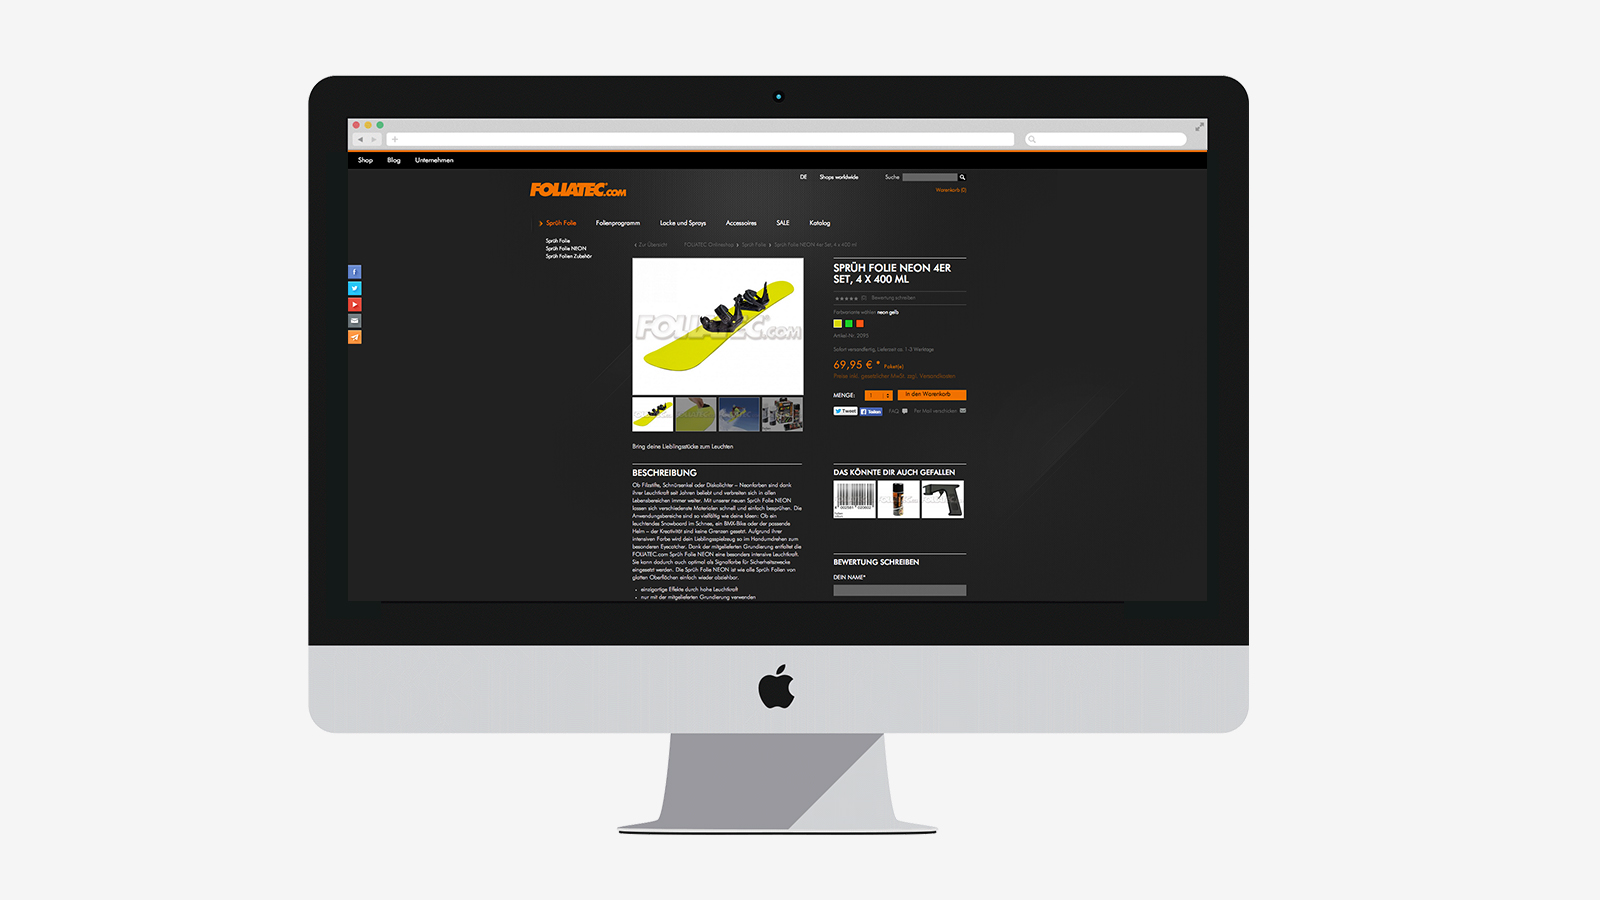 Shop Blog Unternehmen
DE Shops worldwide Suche
FOLIATEC.COM
Warenkorb (0)
Sprüh Folie Folienprogramm Lacke und Sprays Accessoires SALE Katalog
Sprüh Folie
Sprüh Folie NEON
Sprüh Folien Zubehör
Zur Übersicht FOLIATEC Onlineshop Sprüh Folie Sprüh Folie NEON 4er Set, 4 x 400 ml
FOLIATEC.COM
SPRÜH FOLIE NEON 4ER
SET, 4 X 400 ML
(0) Bewertung schreiben
Farbvariante wählen neon gelb
Artikel-Nr. 2095
Sofort versandfertig, Lieferzeit ca. 1-3 Werktage
69,95 € * Paket(e)
Preise inkl. gesetzlicher MwSt. zzgl. Versandkosten
MENGE: 1 In den Warenkorb
Tweet Teilen FAQ Per Mail verschicken
Bring deine Lieblingsstücke zum Leuchten
BESCHREIBUNG
Ob Filzstifte, Schnürsenkel oder Diskolichter – Neonfarben sind dank
ihrer Leuchtkraft seit Jahren beliebt und verbreiten sich in allen
Lebensbereichen immer weiter. Mit unserer neuen Sprüh Folie NEON
lassen sich verschiedenste Materialen schnell und einfach besprühen. Die
Anwendungsbereiche sind so vielfältig wie deine Ideen: Ob ein
leuchtendes Snowboard im Schnee, ein BMX-Bike oder der passende
Helm – der Kreativität sind keine Grenzen gesetzt. Aufgrund ihrer
intensiven Farbe wird dein Lieblingsspielzeug so im Handumdrehen zum
besonderen Eyecatcher. Dank der mitgelieferten Grundierung entfaltet die
FOLIATEC.com Sprüh Folie NEON eine besonders intensive Leuchtkraft.
Sie kann dadurch auch optimal als Signalfarbe für Sicherheitszwecke
eingesetzt werden. Die Sprüh Folie NEON ist wie alle Sprüh Folien von
glatten Oberflächen einfach wieder abziehbar.
einzigartige Effekte durch hohe Leuchtkraft
nur mit der mitgelieferten Grundierung verwenden
DAS KÖNNTE DIR AUCH GEFALLEN
BEWERTUNG SCHREIBEN
DEIN NAME*